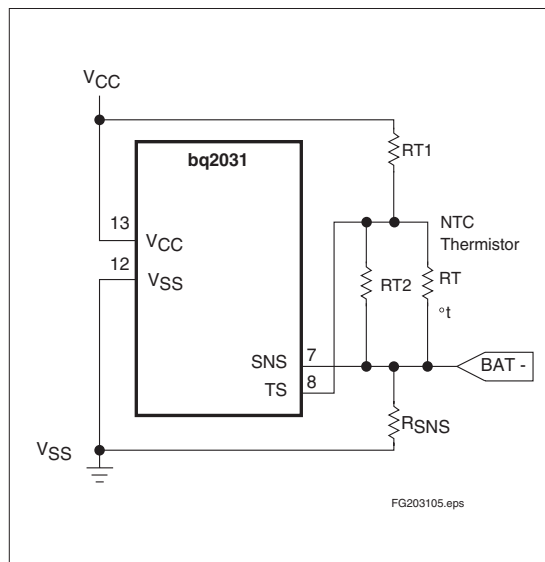 VCC
bq2031
RT1
13
VCC
12
VSS
NTC
Thermistor
RT2
RT
°t
SNS
7
TS
8
BAT -
RSNS
VSS
FG203105.eps